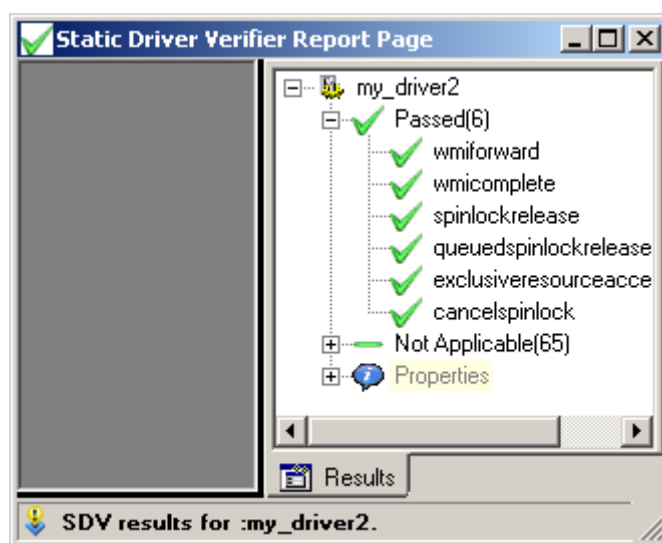 Static Driver Verifier Report Page
my_driver2
Passed(6)
wmiforward
wmicomplete
spinlockrelease
queuedspinlockrelease
exclusiveresourceacce
cancelspinlock
Not Applicable(65)
Properties
Results
SDV results for :my_driver2.